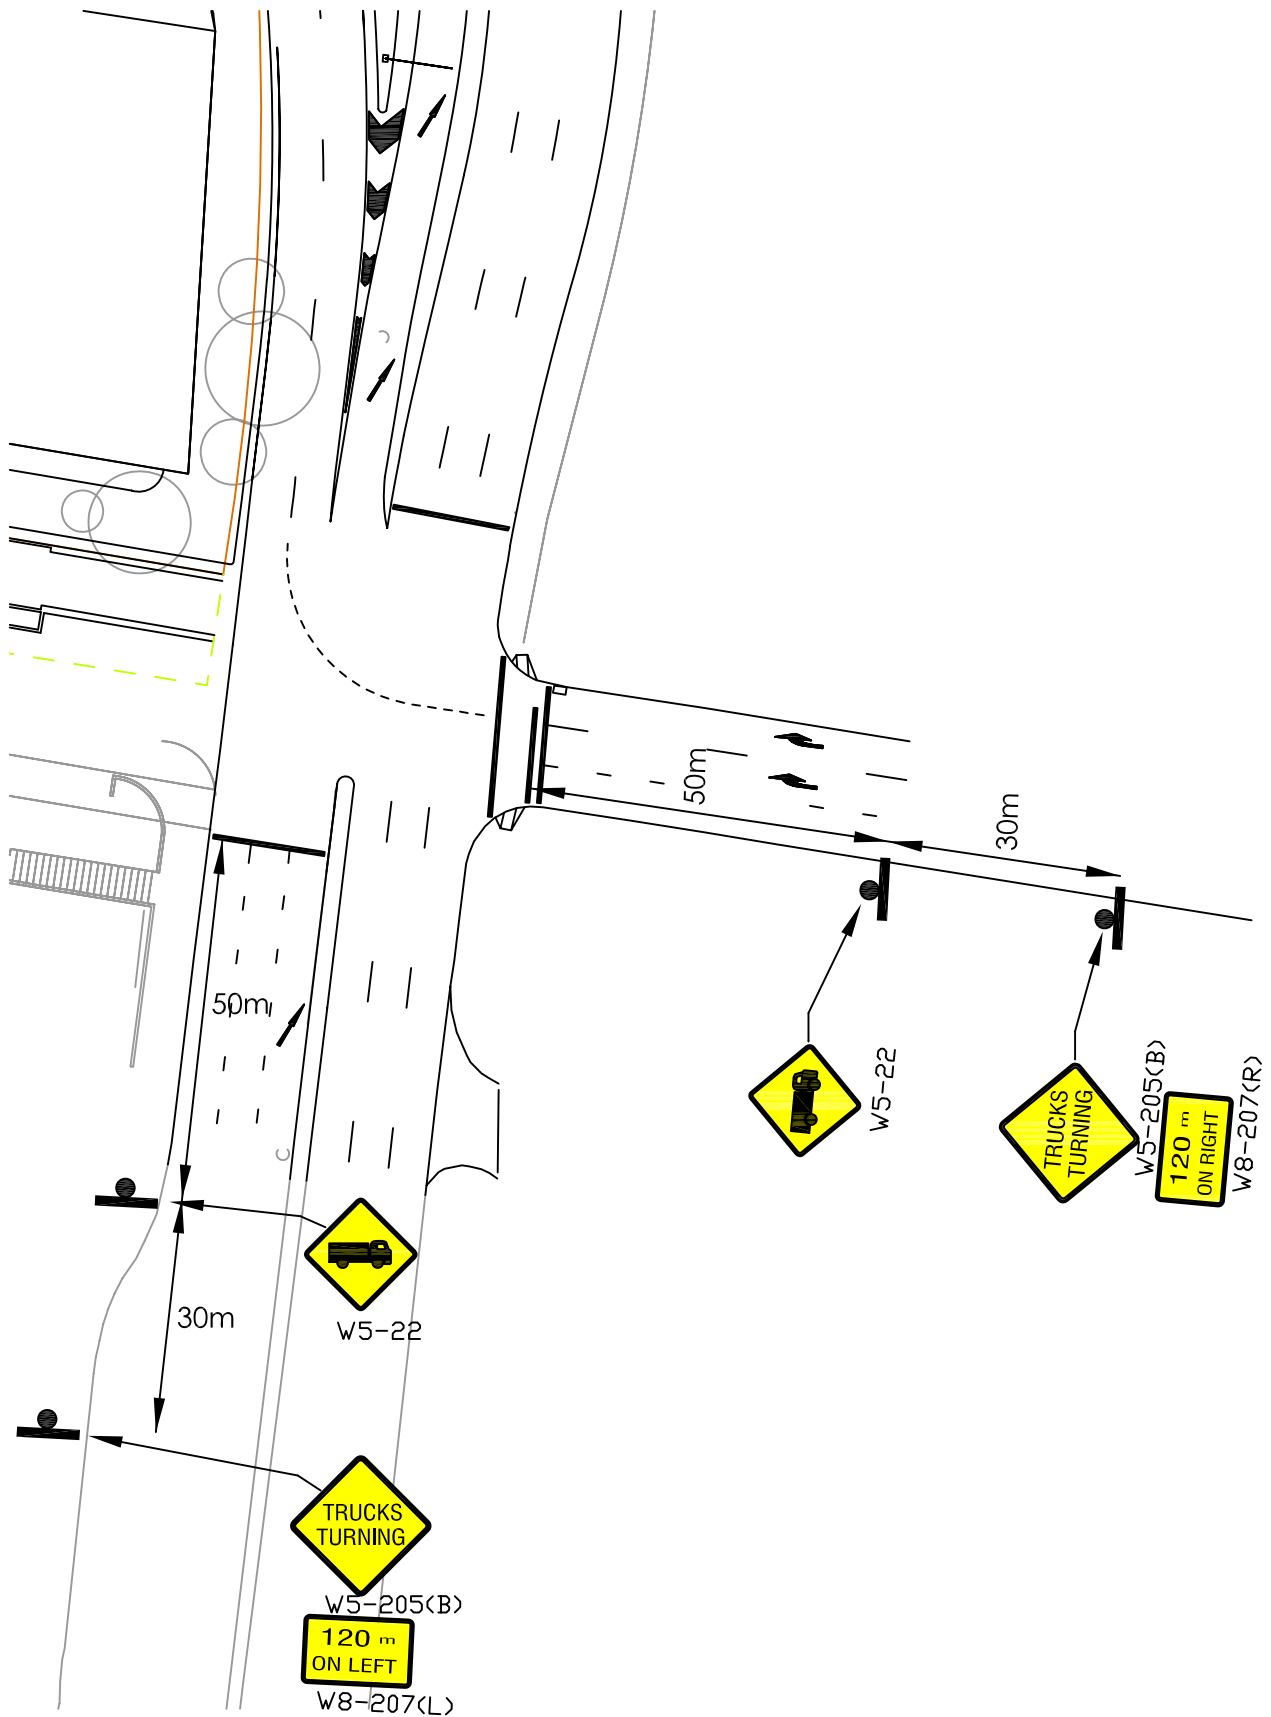 50m
30m
W5-22
TRUCKS
TURNING
W5-205(B)
120 m
ON RIGHT
W8-207(R)
50m
30m
W5-22
TRUCKS
TURNING
W5-205(B)
120 m
ON LEFT
W8-207(L)